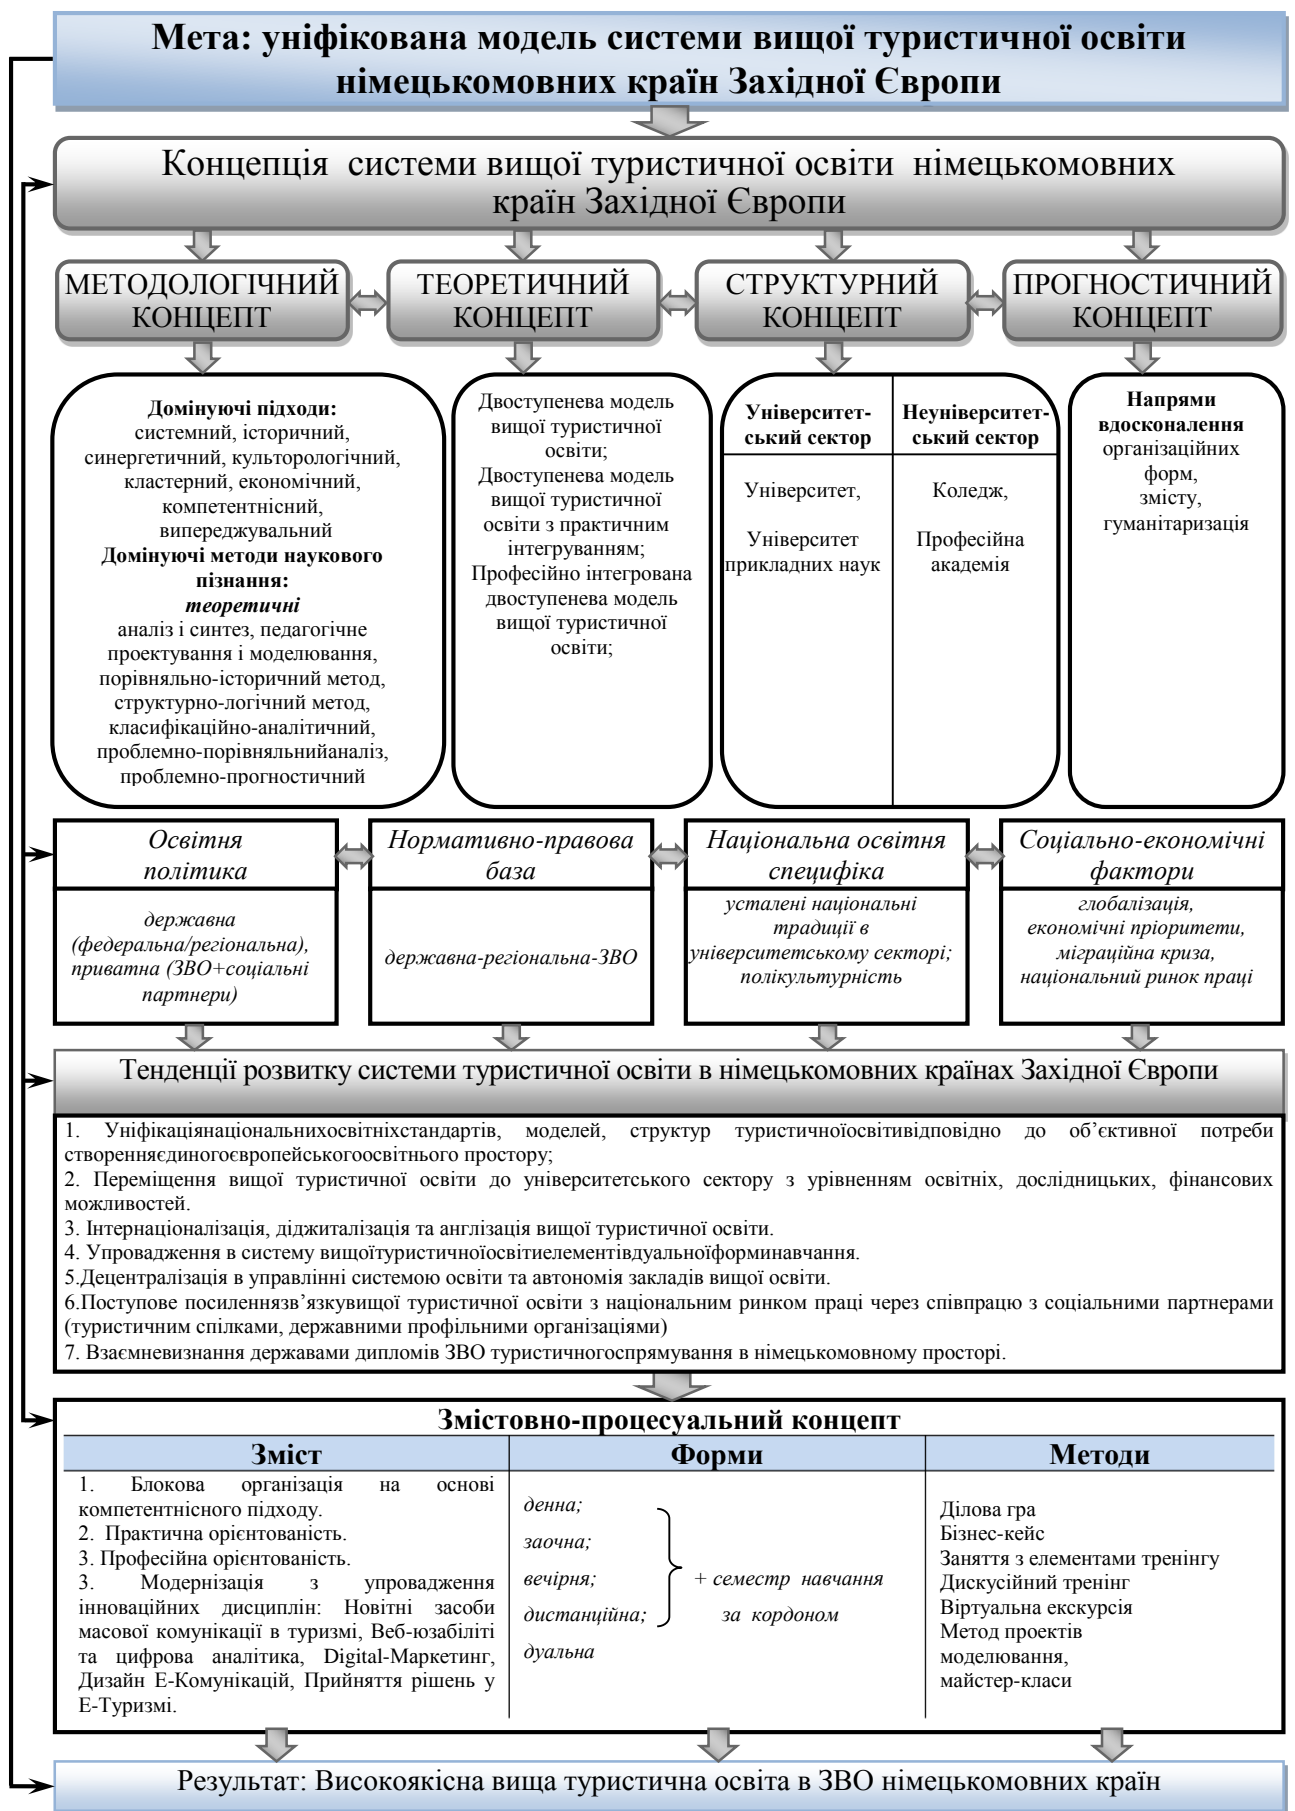 Мета: уніфікована модель системи вищої туристичної освіти
німецькомовних країн Західної Європи
Концепція системи вищої туристичної освіти німецькомовних
країн Західної Європи
МЕТОДОЛОГІЧНИЙ
КОНЦЕПТ
ТЕОРЕТИЧНИЙ
КОНЦЕПТ
СТРУКТУРНИЙ
КОНЦЕПТ
ПРОГНОСТИЧНИЙ
КОНЦЕПТ
Домінуючі підходи:
системний, історичний,
синергетичний, культорологічний,
кластерний, економічний,
компетентнісний,
випереджувальний
Домінуючі методи наукового
пізнання:
теоретичні
аналіз і синтез, педагогічне
проектування і моделювання,
порівняльно-історичний метод,
структурно-логічний метод,
класифікаційно-аналітичний,
проблемно-порівняльнийаналіз,
проблемно-прогностичний
Двоступенева модель
вищої туристичної
освіти;
Двоступенева модель
вищої туристичної
освіти з практичним
інтегруванням;
Професійно інтегрована
двоступенева модель
вищої туристичної
освіти;
Університет-
ський сектор
Університет,
Університет
прикладних наук
Неуніверситет-
ський сектор
Коледж,
Професійна
академія
Напрями
вдосконалення
організаційних
форм,
змісту,
гуманітаризація
Освітня
політика
державна
(федеральна/регіональна),
приватна (ЗВО+соціальні
партнери)
Нормативно-правова
база
державна-регіональна-ЗВО
Національна освітня
специфіка
усталені національні
традиції в
університетському секторі;
полікультурність
Соціально-економічні
фактори
глобалізація,
економічні пріоритети,
міграційна криза,
національний ринок праці
Тенденції розвитку системи туристичної освіти в німецькомовних країнах Західної Європи
1. Уніфікаціянаціональнихосвітніхстандартів, моделей, структур туристичноїосвітивідповідно до об’єктивної потреби
створенняєдиногоєвропейськогоосвітнього простору;
2. Переміщення вищої туристичної освіти до університетського сектору з урівненням освітніх, дослідницьких, фінансових
можливостей.
3. Інтернаціоналізація, діджиталізація та англізація вищої туристичної освіти.
4. Упровадження в систему вищоїтуристичноїосвітиелементівдуальноїформинавчання.
5.Децентралізація в управлінні системою освіти та автономія закладів вищої освіти.
6.Поступове посиленнязв’язкувищої туристичної освіти з національним ринком праці через співпрацю з соціальними партнерами
(туристичним спілками, державними профільними організаціями)
7. Взаємневизнання державами дипломів ЗВО туристичногоспрямування в німецькомовному просторі.
Змістовно-процесуальний концепт
Зміст
1. Блокова організація на основі
компетентнісного підходу.
2. Практична орієнтованість.
3. Професійна орієнтованість.
3. Модернізація з упровадження
інноваційних дисциплін: Новітні засоби
масової комунікації в туризмі, Веб-юзабіліті
та цифрова аналітика, Digital-Маркетинг,
Дизайн Е-Комунікацій, Прийняття рішень у
Е-Туризмі.
Форми
денна;
заочна;
вечірня;
дистанційна;
дуальна
+ семестр навчання
за кордоном
Методи
Ділова гра
Бізнес-кейс
Заняття з елементами тренінгу
Дискусійний тренінг
Віртуальна екскурсія
Метод проектів
моделювання,
майстер-класи
Результат: Високоякісна вища туристична освіта в ЗВО німецькомовних країн